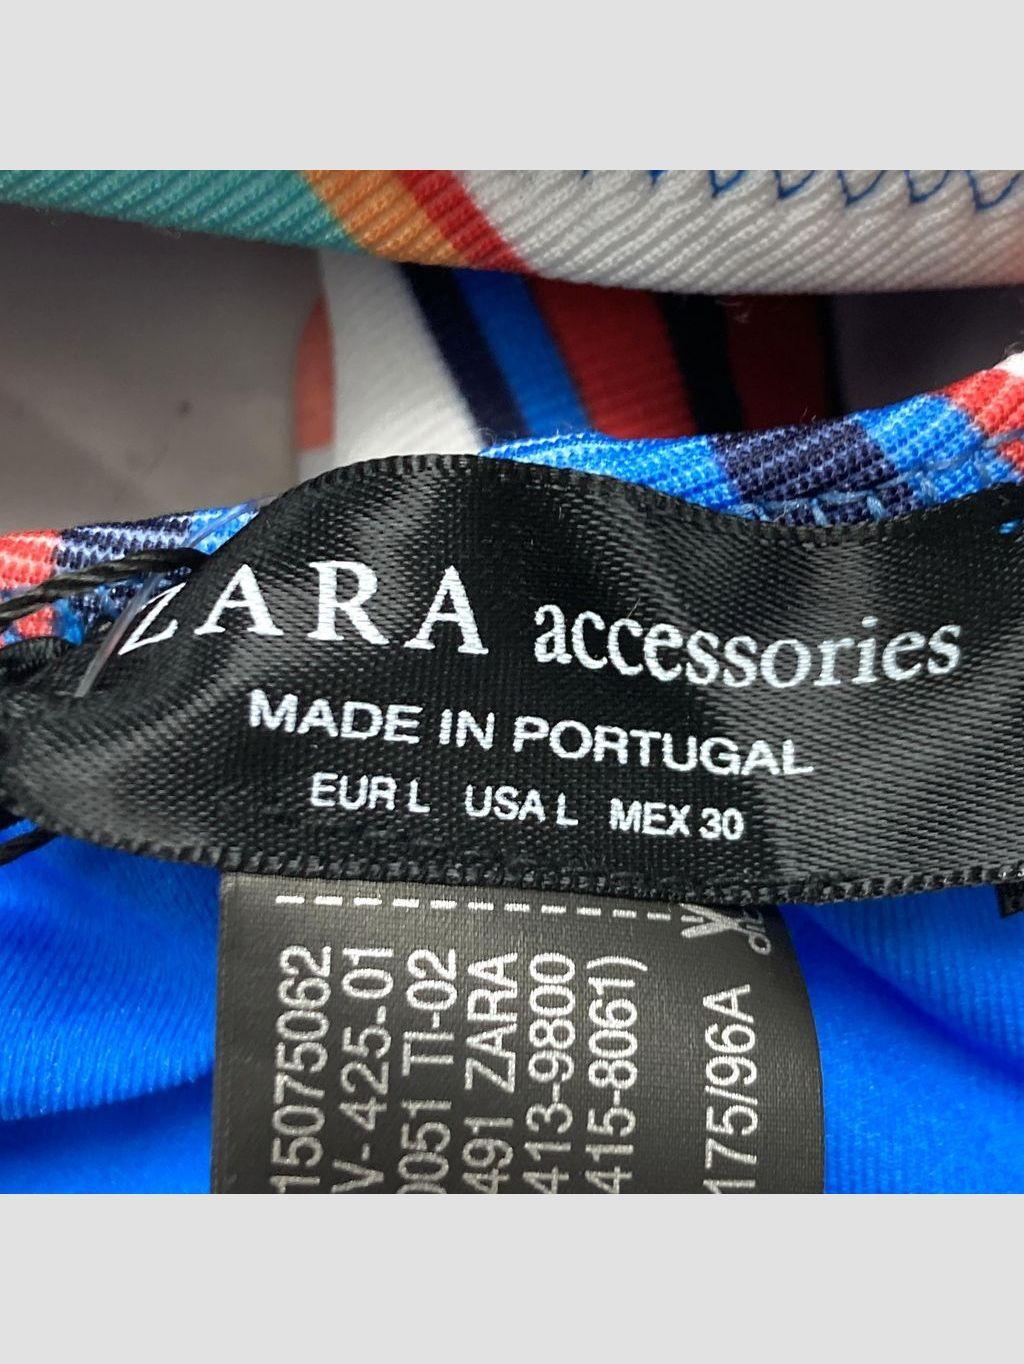 ZARA accessories
MADE IN PORTUGAL
EUR L USA L MEX 30
15075062
V- 425-01
0051 TI-02
491 ZARA
413-9800
415-8061)
175/96A